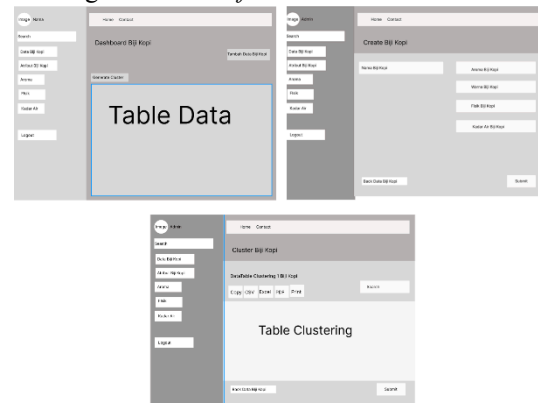 Image Admin
Home Contact
Search
Dashboard Biji Kopi
Data Biji Kopi
Tambah Data Biji Kopi
Atribut Biji Kopi
Aroma
Generate Cluster
Fisik
Kadar Air
Table Data
Logout
Image Admin
Home Contact
Search
Create Biji Kopi
Data Biji Kopi
Atribut Biji Kopi
Nama Biji Kopi
Aroma Biji Kopi
Aroma
Warna Biji Kopi
Fisik
Fisik Biji Kopi
Kadar Air
Kadar Air Biji Kopi
Logout
Back Data Biji Kopi
Submit
Image Admin
Home Contact
Search
Cluster Biji Kopi
Data Biji Kopi
Atribut Biji Kopi
DataTable Clustering 1 Biji Kopi
Aroma
Copy CSV Excel PDF Print
Search
Fisik
Kadar Air
Table Clustering
Logout
Back Data Biji Kopi
Submit